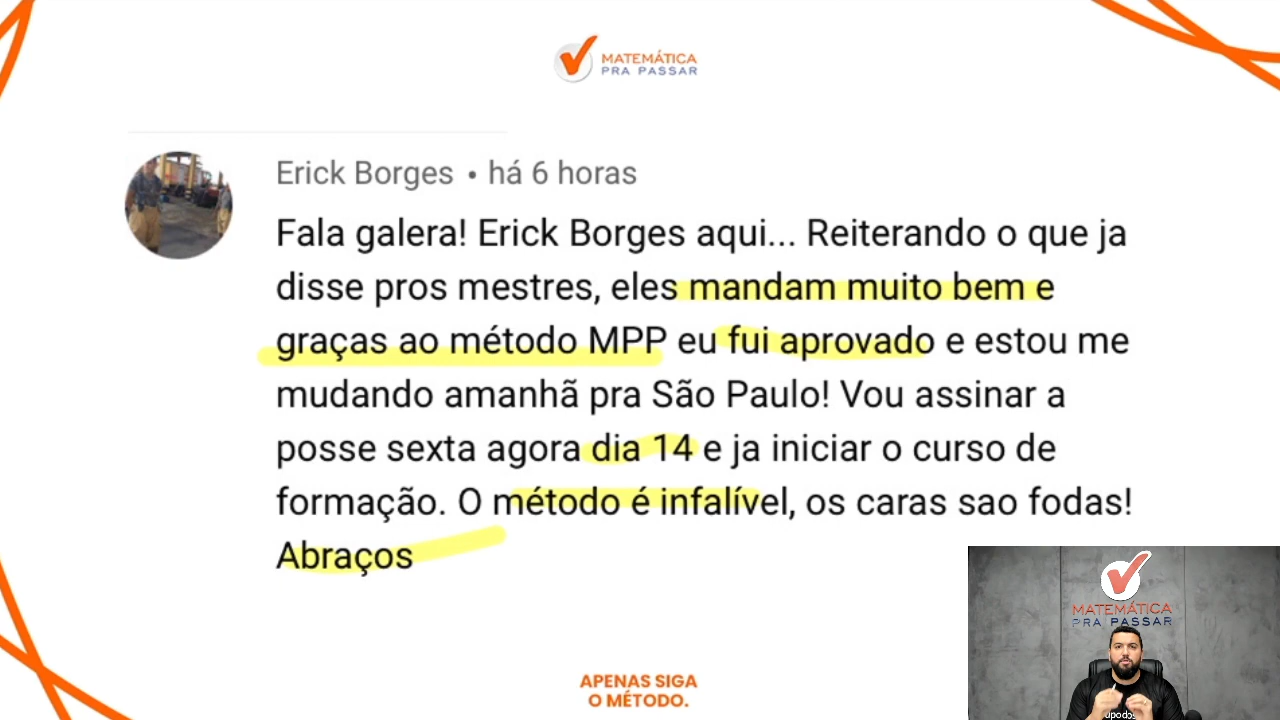 MATEMÁTICA
PRA PASSAR
Erick Borges • há 6 horas
Fala galera! Erick Borges aqui... Reiterando o que ja
disse pros mestres, eles mandam muito bem e
graças ao método MPP eu fui aprovado e estou me
mudando amanhã pra São Paulo! Vou assinar a
posse sexta agora dia 14 e ja iniciar o curso de
formação. O método é infalível, os caras sao fodas!
Abraços
MATEMÁTICA
PRA PASSAR
APENAS SIGA
O MÉTODO.